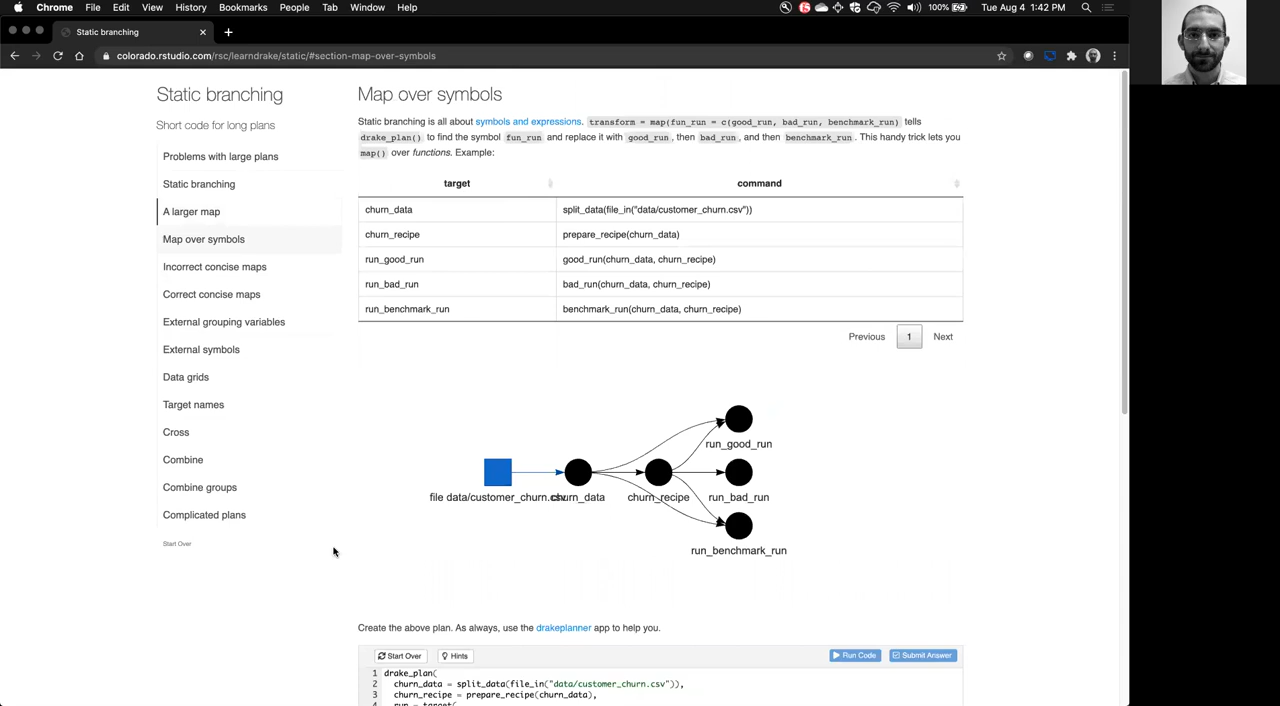 Chrome File Edit View History Bookmarks People Tab Window Help 100% Tue Aug 4 1:42 PM
Static branching
colorado.rstudio.com/rsc/learndrake/static/#section-map-over-symbols
Static branching
Short code for long plans
Problems with large plans
Static branching
A larger map
Map over symbols
Incorrect concise maps
Correct concise maps
External grouping variables
External symbols
Data grids
Target names
Cross
Combine
Combine groups
Complicated plans
Start Over
Map over symbols
Static branching is all about symbols and expressions. transform = map(fun_run = c(good_run, bad_run, benchmark_run) tells
drake_plan() to find the symbol fun_run and replace it with good_run, then bad_run, and then benchmark_run. This handy trick lets you
map() over functions. Example:
target command
churn_data split_data(file_in("data/customer_churn.csv"))
churn_recipe prepare_recipe(churn_data)
run_good_run good_run(churn_data, churn_recipe)
run_bad_run bad_run(churn_data, churn_recipe)
run_benchmark_run benchmark_run(churn_data, churn_recipe)
Previous 1 Next
run_good_run
file data/customer_churn.csv churn_data churn_recipe run_bad_run
run_benchmark_run
Create the above plan. As always, use the drakeplanner app to help you.
Start Over Hints Run Code Submit Answer
1 drake_plan(
2 churn_data = split_data(file_in("data/customer_churn.csv")),
3 churn_recipe = prepare_recipe(churn_data),
4 run = target(